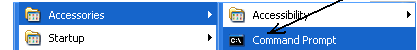 Accessories
Startup
Accessibility
Command Prompt